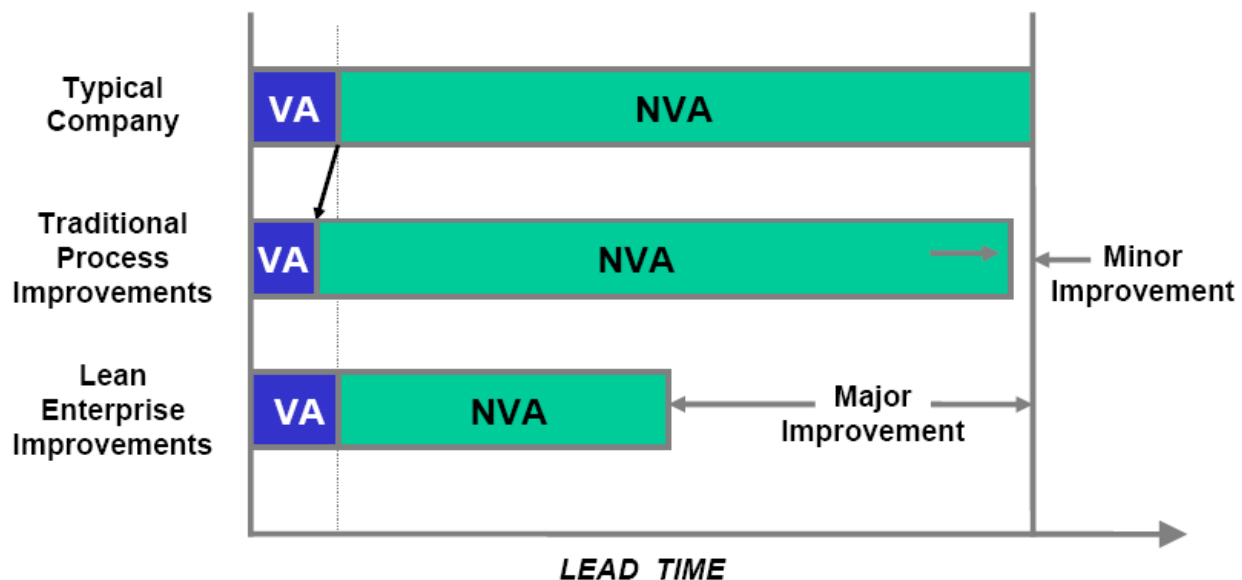 Typical
Company
VA
NVA
Traditional
Process
Improvements
VA
NVA
Minor
Improvement
Lean
Enterprise
Improvements
VA
NVA
Major
Improvement
LEAD TIME